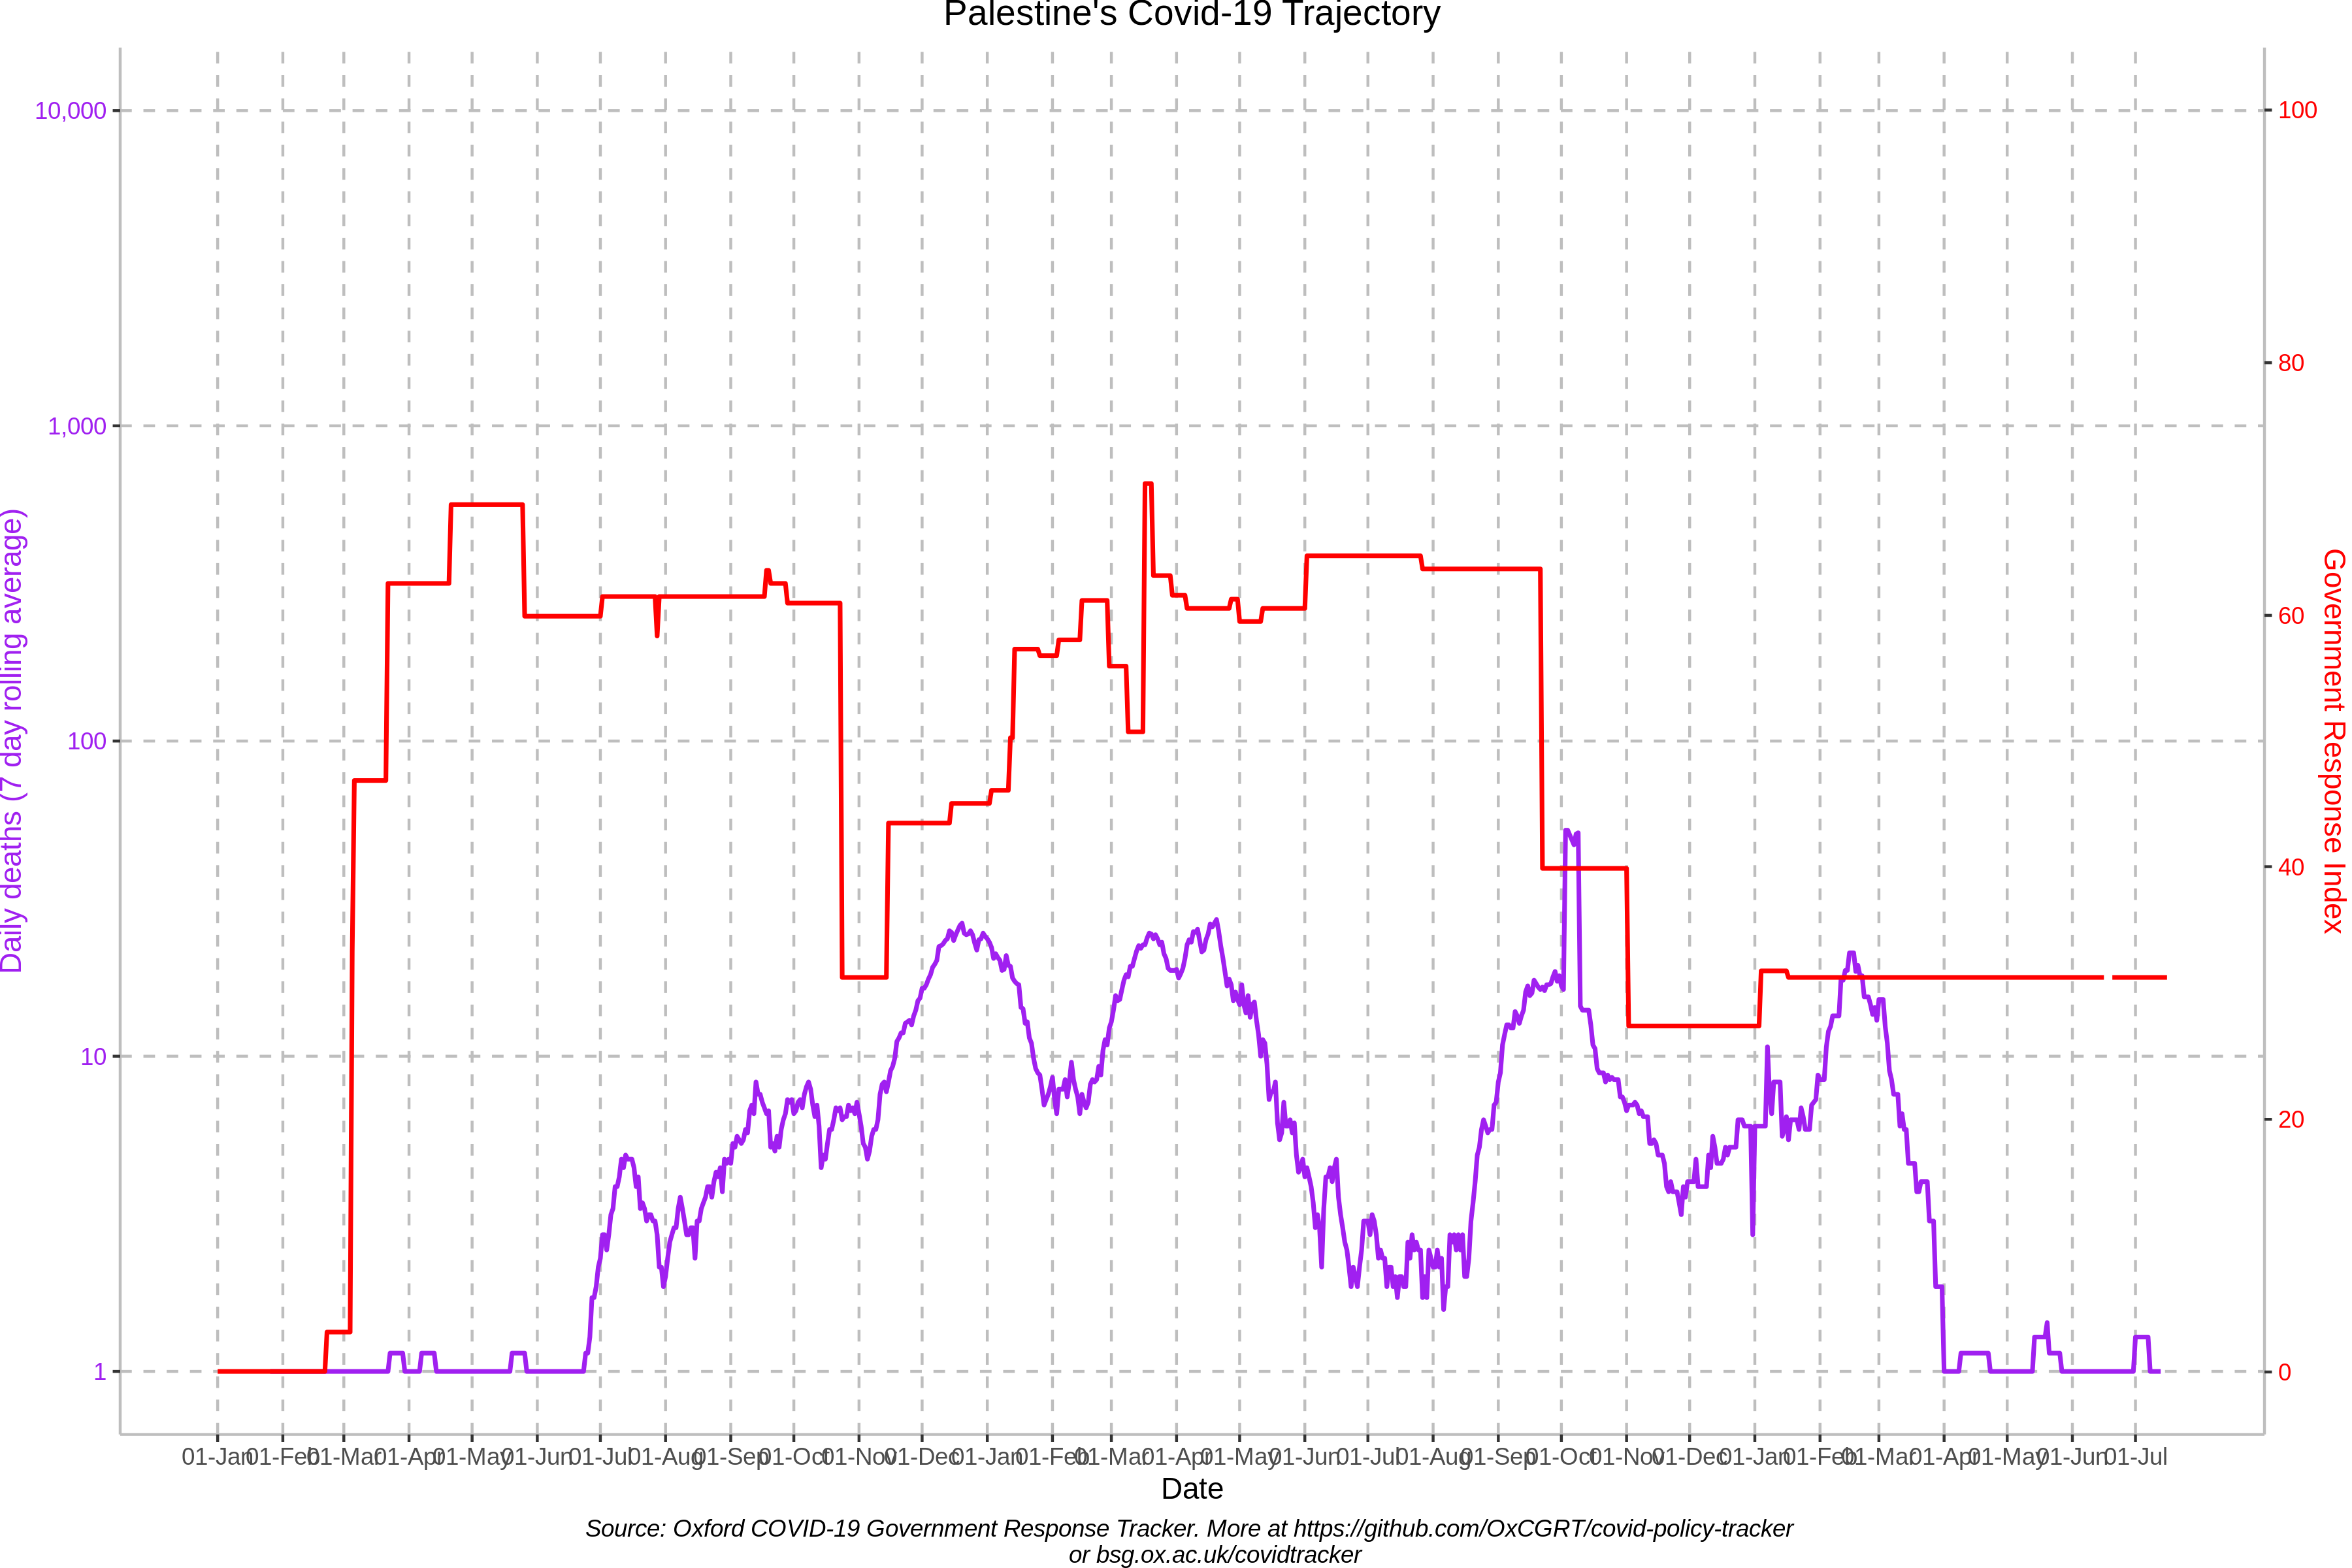 Palestine's Covid-19 Trajectory
10,000
1,000
100
10
1
Daily deaths (7 day rolling average)
100
80
60
40
20
0
Government Response Index
01-Jan 01-Feb 01-Mar 01-Apr 01-May 01-Jun 01-Jul 01-Aug 01-Sep 01-Oct 01-Nov 01-Dec 01-Jan 01-Feb 01-Mar 01-Apr 01-May 01-Jun 01-Jul 01-Aug 01-Sep 01-Oct 01-Nov 01-Dec 01-Jan 01-Feb 01-Mar 01-Apr 01-May 01-Jun 01-Jul
Date
Source: Oxford COVID-19 Government Response Tracker. More at https://github.com/OxCGRT/covid-policy-tracker
or bsg.ox.ac.uk/covidtracker